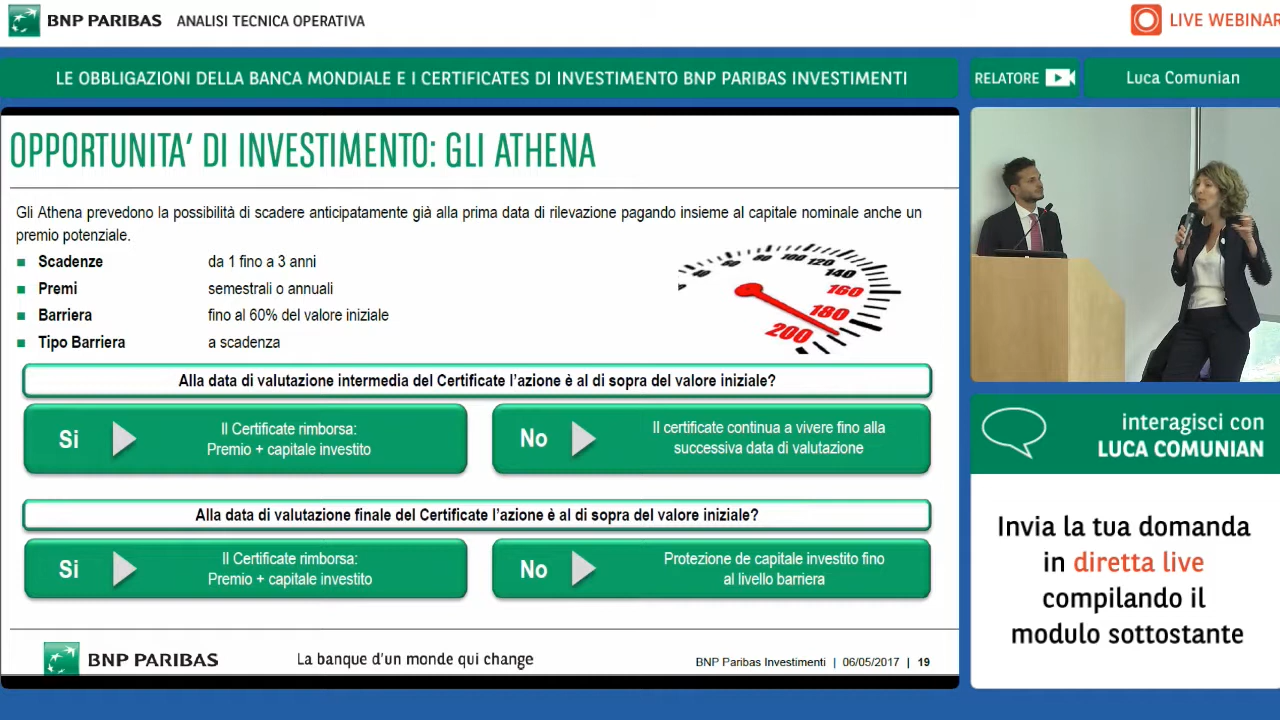 BNP PARIBAS ANALISI TECNICA OPERATIVA
LIVE WEBINAR
LE OBBLIGAZIONI DELLA BANCA MONDIALE E I CERTIFICATES DI INVESTIMENTO BNP PARIBAS INVESTIMENTI
RELATORE
Luca Comunian
OPPORTUNITA' DI INVESTIMENTO: GLI ATHENA
Gli Athena prevedono la possibilità di scadere anticipatamente già alla prima data di rilevazione pagando insieme al capitale nominale anche un
premio potenziale.
Scadenze da 1 fino a 3 anni
Premi semestrali o annuali
Barriera fino al 60% del valore iniziale
Tipo Barriera a scadenza
80 100 120
140
160
180
200
Alla data di valutazione intermedia del Certificate l'azione è al di sopra del valore iniziale?
Si
Il Certificate rimborsa:
Premio + capitale investito
No
Il certificate continua a vivere fino alla
successiva data di valutazione
Alla data di valutazione finale del Certificate l'azione è al di sopra del valore iniziale?
Si
Il Certificate rimborsa:
Premio + capitale investito
No
Protezione de capitale investito fino
al livello barriera
BNP PARIBAS
La banque d'un monde qui change
BNP Paribas Investimenti | 06/05/2017 | 19
interagisci con
LUCA COMUNIAN
Invia la tua domanda
in diretta live
compilando il
modulo sottostante